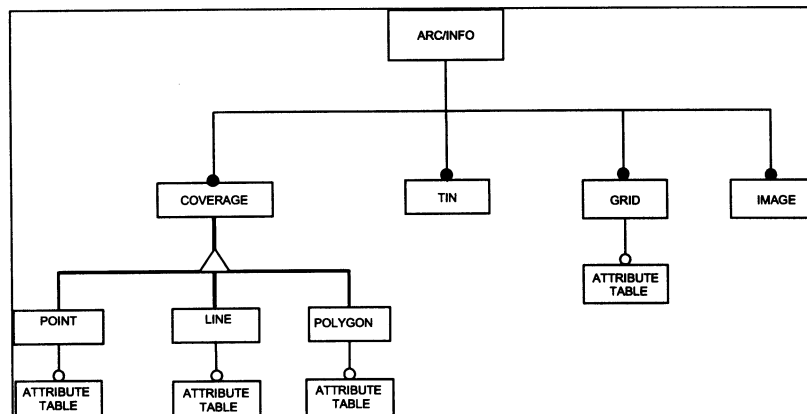 ARC/INFO
COVERAGE
TIN
GRID
IMAGE
ATTRIBUTE
TABLE
POINT
LINE
POLYGON
ATTRIBUTE
TABLE
ATTRIBUTE
TABLE
ATTRIBUTE
TABLE